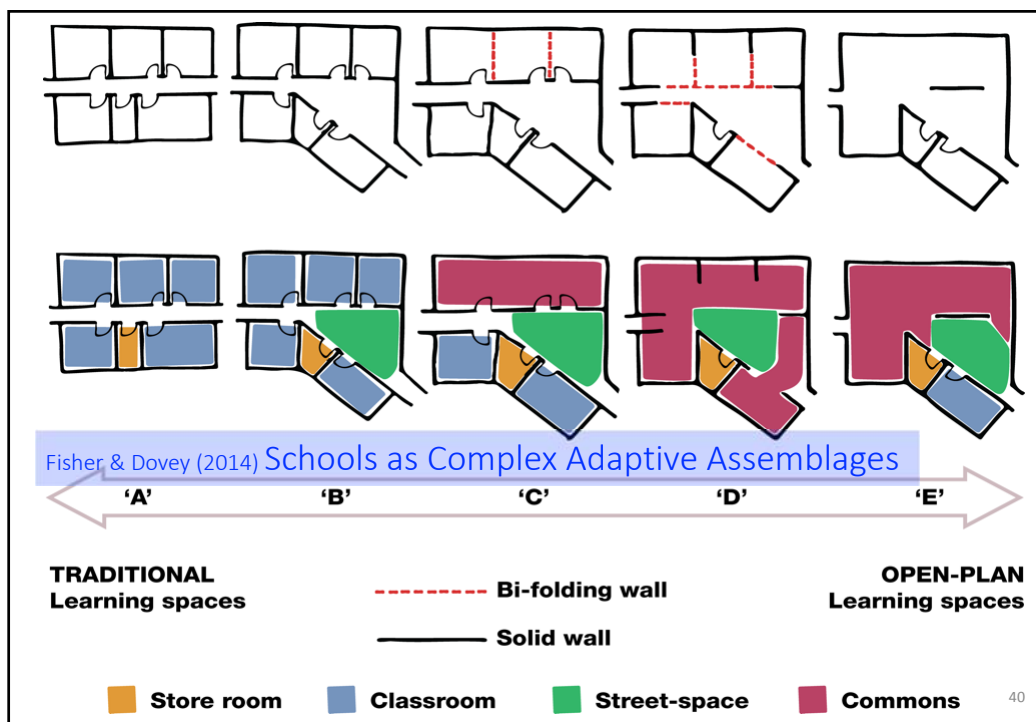 Fisher & Dovey (2014) Schools as Complex Adaptive Assemblages
‘A’ ‘B’ ‘C’ ‘D’ ‘E’
TRADITIONAL
Learning spaces
Bi-folding wall
Solid wall
OPEN-PLAN
Learning spaces
Store room Classroom Street-space Commons
40